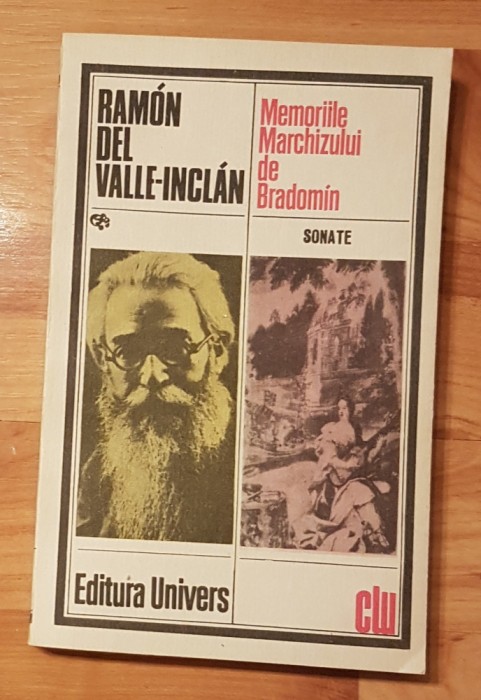 RAMÓN
DEL
VALLE-INCLÁN
Memoriile
Marchizului
de
Bradomín
SONATE
Editura Univers
clu